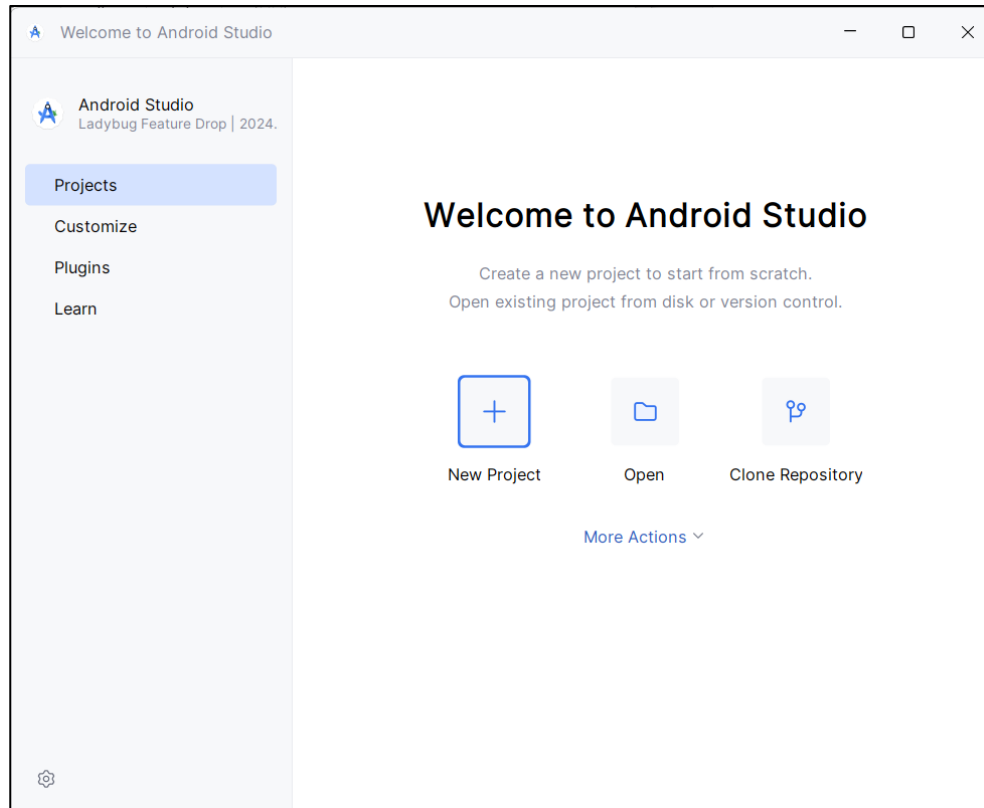 Welcome to Android Studio
Android Studio
Ladybug Feature Drop | 2024.
Projects
Customize
Plugins
Learn
Welcome to Android Studio
Create a new project to start from scratch.
Open existing project from disk or version control.
New Project
Open
Clone Repository
More Actions